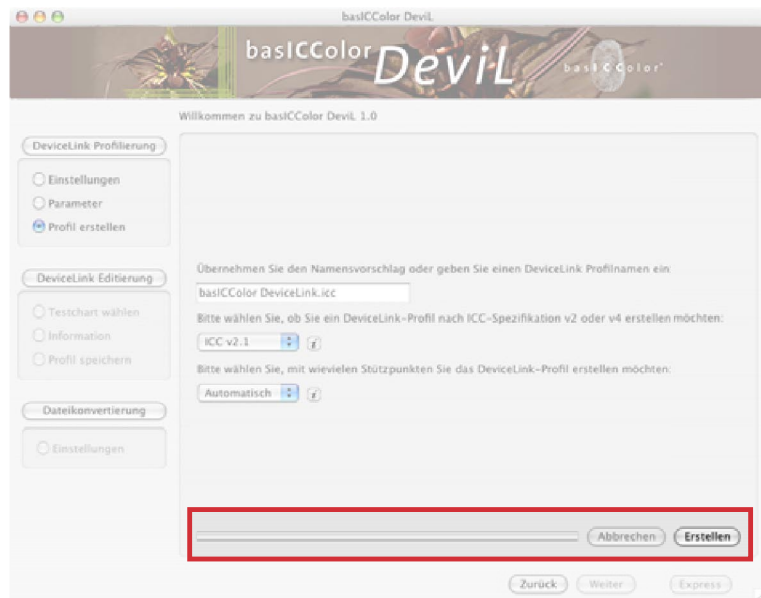 basICColor DeviL
basICColor DeviL
basICColor®
Willkommen zu basICColor DeviL 1.0
DeviceLink Profilierung
Einstellungen
Parameter
Profil erstellen
DeviceLink Editierung
Testchart wählen
Information
Profil speichern
Dateikonvertierung
Einstellungen
Übernehmen Sie den Namensvorschlag oder geben Sie einen DeviceLink Profilnamen ein:
basICColor DeviceLink.icc
Bitte wählen Sie, ob Sie ein DeviceLink-Profil nach ICC-Spezifikation v2 oder v4 erstellen möchten:
ICC v2.1
i
Bitte wählen Sie, mit wievielen Stützpunkten Sie das DeviceLink-Profil erstellen möchten:
Automatisch
i
Abbrechen
Erstellen
Zurück
Weiter
Express